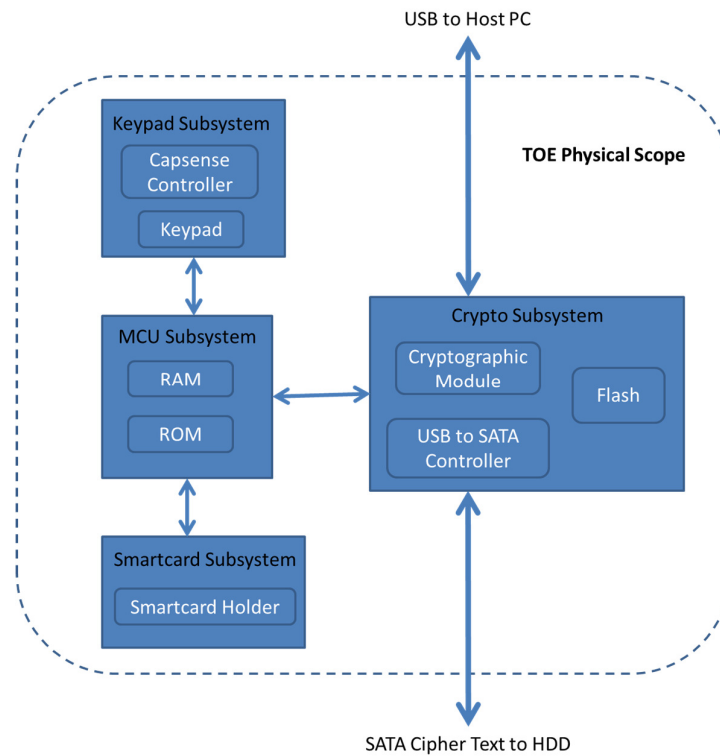 USB to Host PC
TOE Physical Scope
Keypad Subsystem
Capsense
Controller
Keypad
MCU Subsystem
RAM
ROM
Crypto Subsystem
Cryptographic
Module
Flash
USB to SATA
Controller
Smartcard Subsystem
Smartcard Holder
SATA Cipher Text to HDD